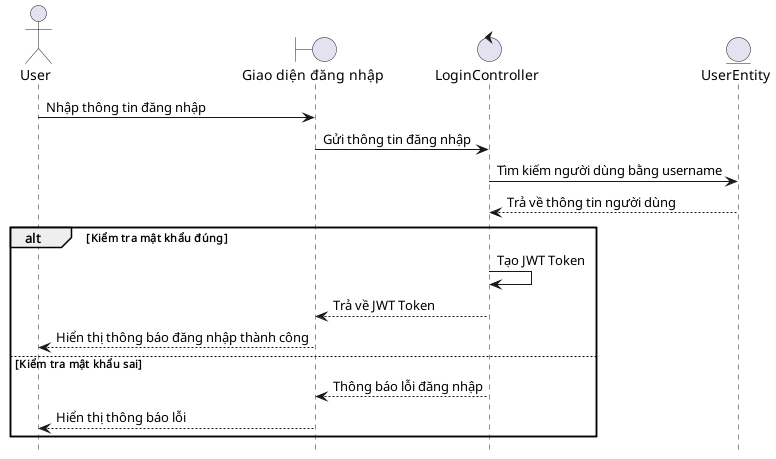 User
Giao diện đăng nhập
LoginController
UserEntity
Nhập thông tin đăng nhập
Gửi thông tin đăng nhập
Tìm kiếm người dùng bằng username
Trả về thông tin người dùng
alt [Kiểm tra mật khẩu đúng]
Tạo JWT Token
Trả về JWT Token
Hiển thị thông báo đăng nhập thành công
[Kiểm tra mật khẩu sai]
Thông báo lỗi đăng nhập
Hiển thị thông báo lỗi